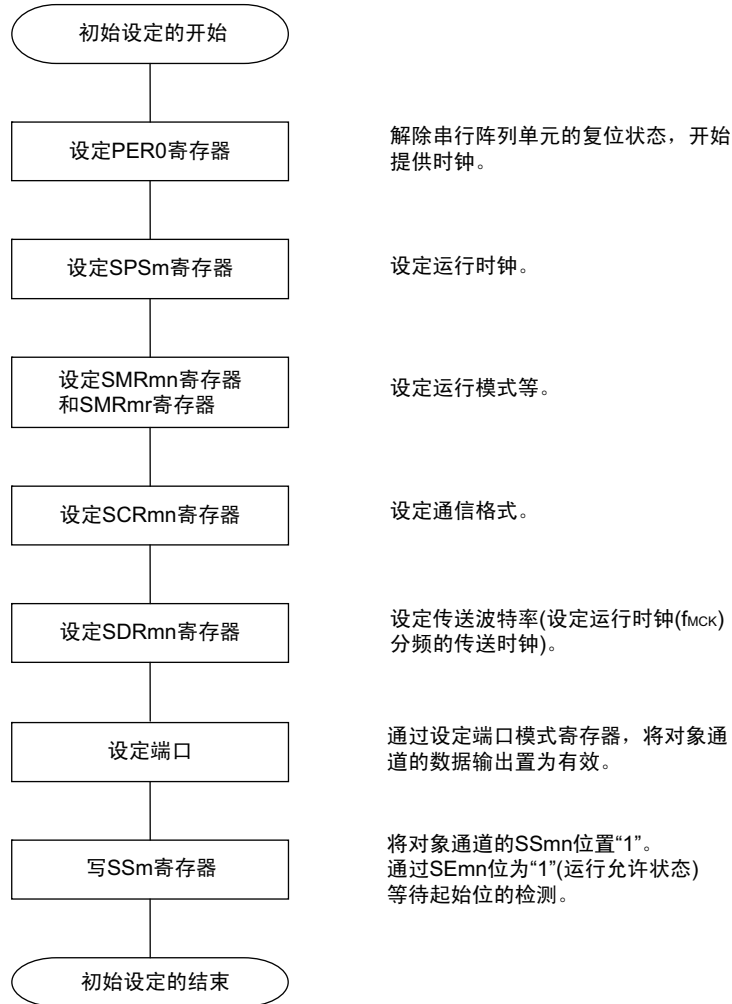 初始设定的开始
设定PER0寄存器
解除串行阵列单元的复位状态，开始
提供时钟。
设定SPSm寄存器
设定运行时钟。
设定SMRmn寄存器
和SMRmr寄存器
设定运行模式等。
设定SCRmn寄存器
设定通信格式。
设定SDRmn寄存器
设定传送波特率(设定运行时钟(fMCK)
分频的传送时钟)。
设定端口
通过设定端口模式寄存器，将对象通
道的数据输出置为有效。
写SSm寄存器
将对象通道的SSmn位置“1”。
通过SEmn位为“1”(运行允许状态)
等待起始位的检测。
初始设定的结束